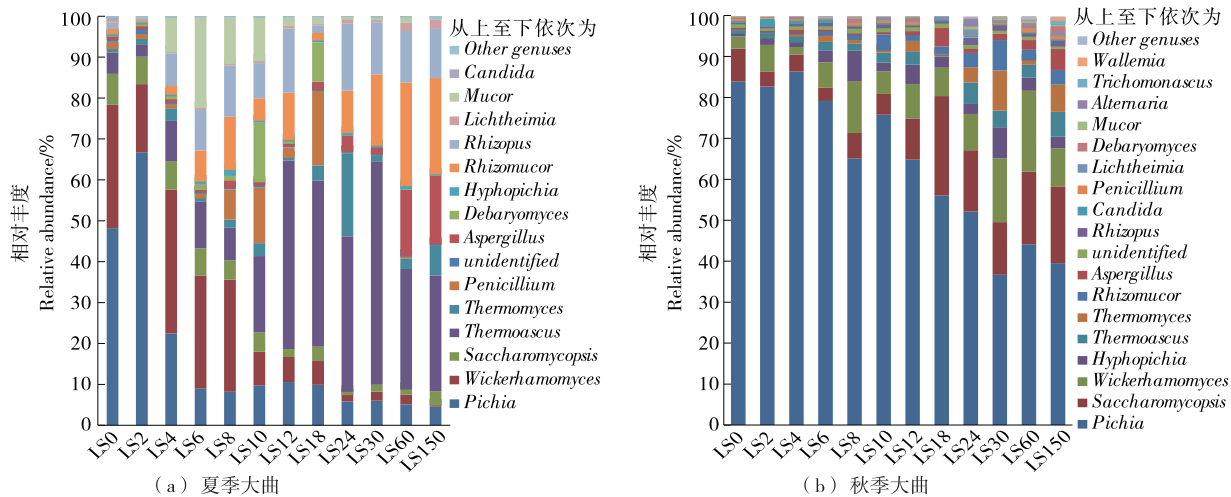 从上至下依次为
相对丰度
Relative abundance/%
100
90
80
70
60
50
40
30
20
10
0
LS0
LS2
LS4
LS6
LS8
LS10
LS12
LS18
LS24
LS30
LS60
LS150
Other genuses
Candida
Mucor
Lichtheimia
Rhizopus
Rhizomucor
Hyphopichia
Debaryomyces
Aspergillus
unidentified
Penicillium
Thermomyces
Thermoascus
Saccharomycopsis
Wickerhamomyces
Pichia
（a）夏季大曲
从上至下依次为
相对丰度
Relative abundance/%
100
90
80
70
60
50
40
30
20
10
0
LS0
LS2
LS4
LS6
LS8
LS10
LS12
LS18
LS24
LS30
LS60
LS150
Other genuses
Wallemia
Trichomonascus
Alternaria
Mucor
Debaryomyces
Lichtheimia
Penicillium
Candida
Rhizopus
unidentified
Aspergillus
Rhizomucor
Thermomyces
Thermoascus
Hyphopichia
Wickerhamomyces
Saccharomycopsis
Pichia
（b）秋季大曲